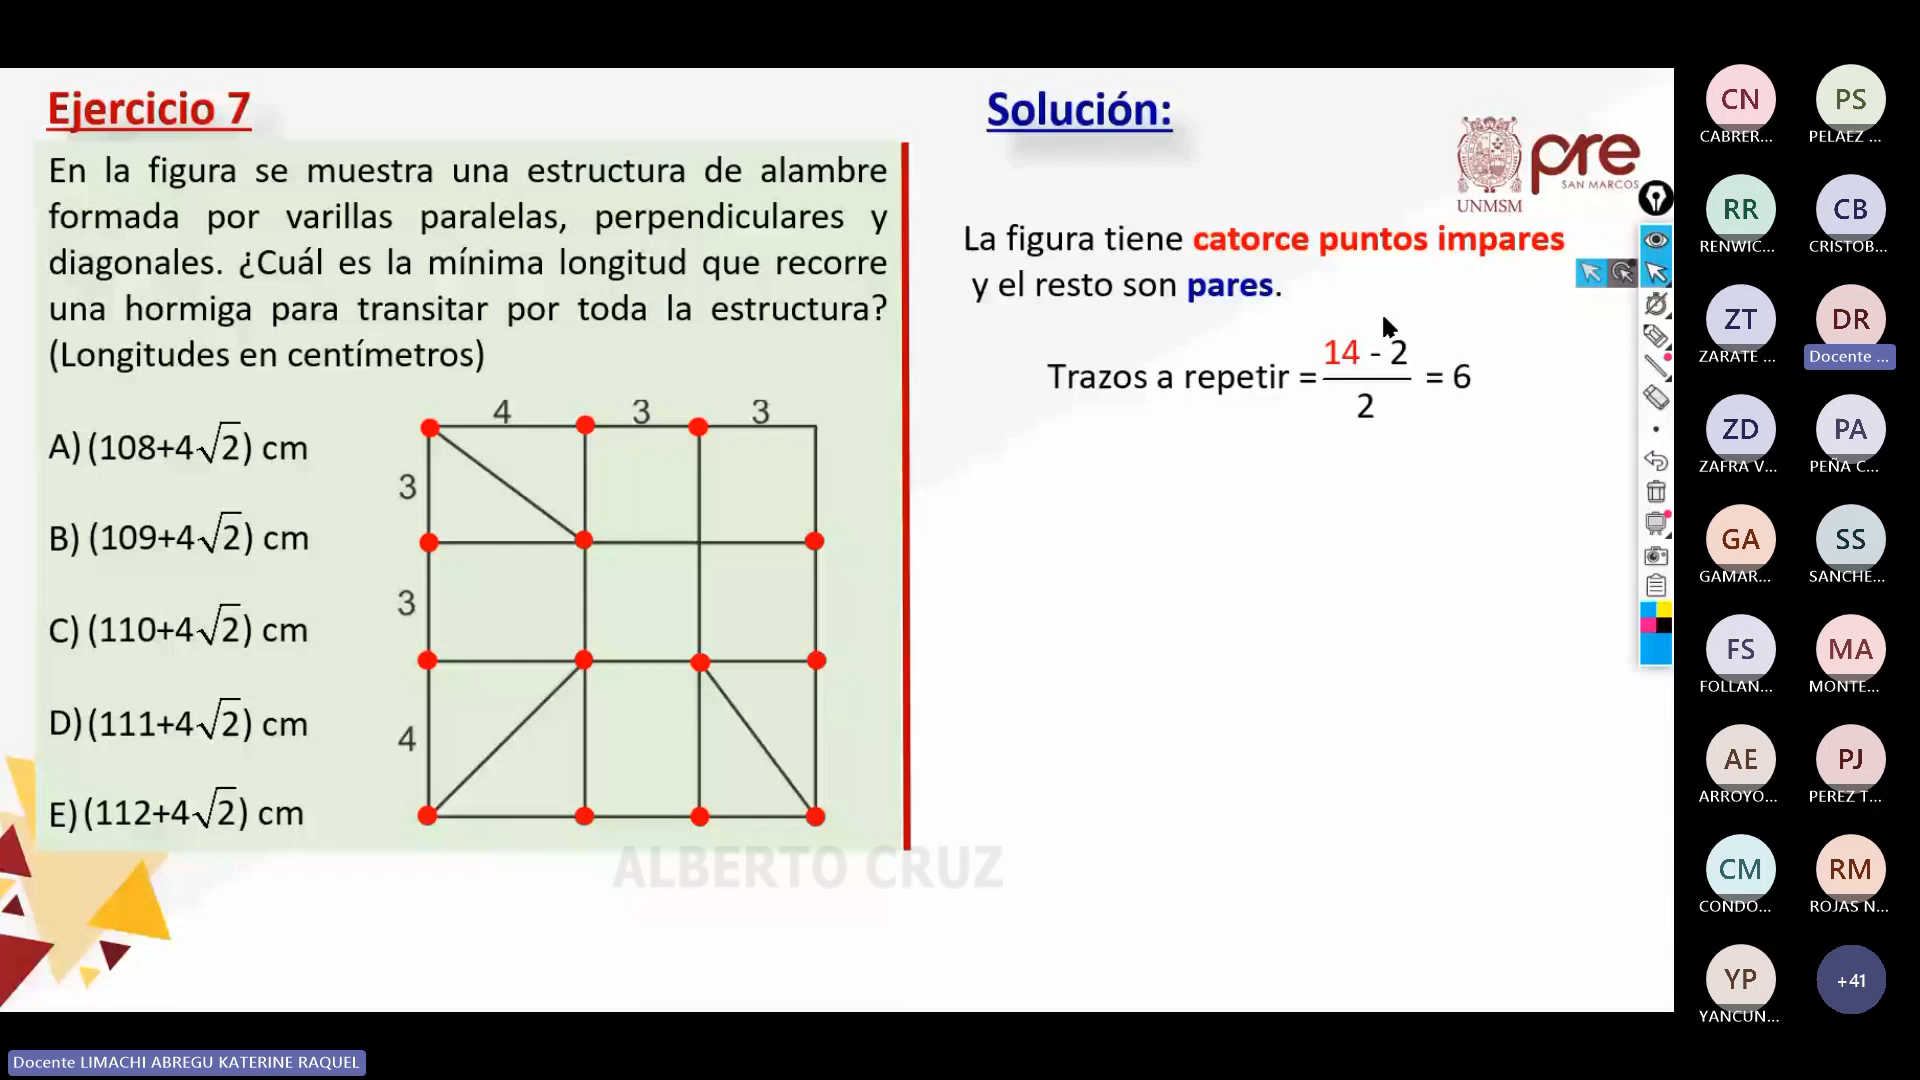 Ejercicio 7
En la figura se muestra una estructura de alambre
formada por varillas paralelas, perpendiculares y
diagonales. ¿Cuál es la mínima longitud que recorre
una hormiga para transitar por toda la estructura?
(Longitudes en centímetros)
A) (108+4√2) cm
B) (109+4√2) cm
C) (110+4√2) cm
D) (111+4√2) cm
E) (112+4√2) cm
4 3 3
3
3
4
Solución:
UNMSM
pre
SAN MARCOS
La figura tiene catorce puntos impares
y el resto son pares.
Trazos a repetir = (14 - 2)/2 = 6
ALBERTO CRUZ
CN PS
CABRER... PELAEZ ...
RR CB
RENWIC... CRISTOB...
ZT DR
ZARATE ... Docente ...
ZD PA
ZAFRA V... PEÑA C...
GA SS
GAMAR... SANCHE...
FS MA
FOLLAN... MONTE...
AE PJ
ARROYO... PEREZ T...
CM RM
CONDO... ROJAS N...
YP +41
YANCUN...
Docente LIMACHI ABREGU KATERINE RAQUEL